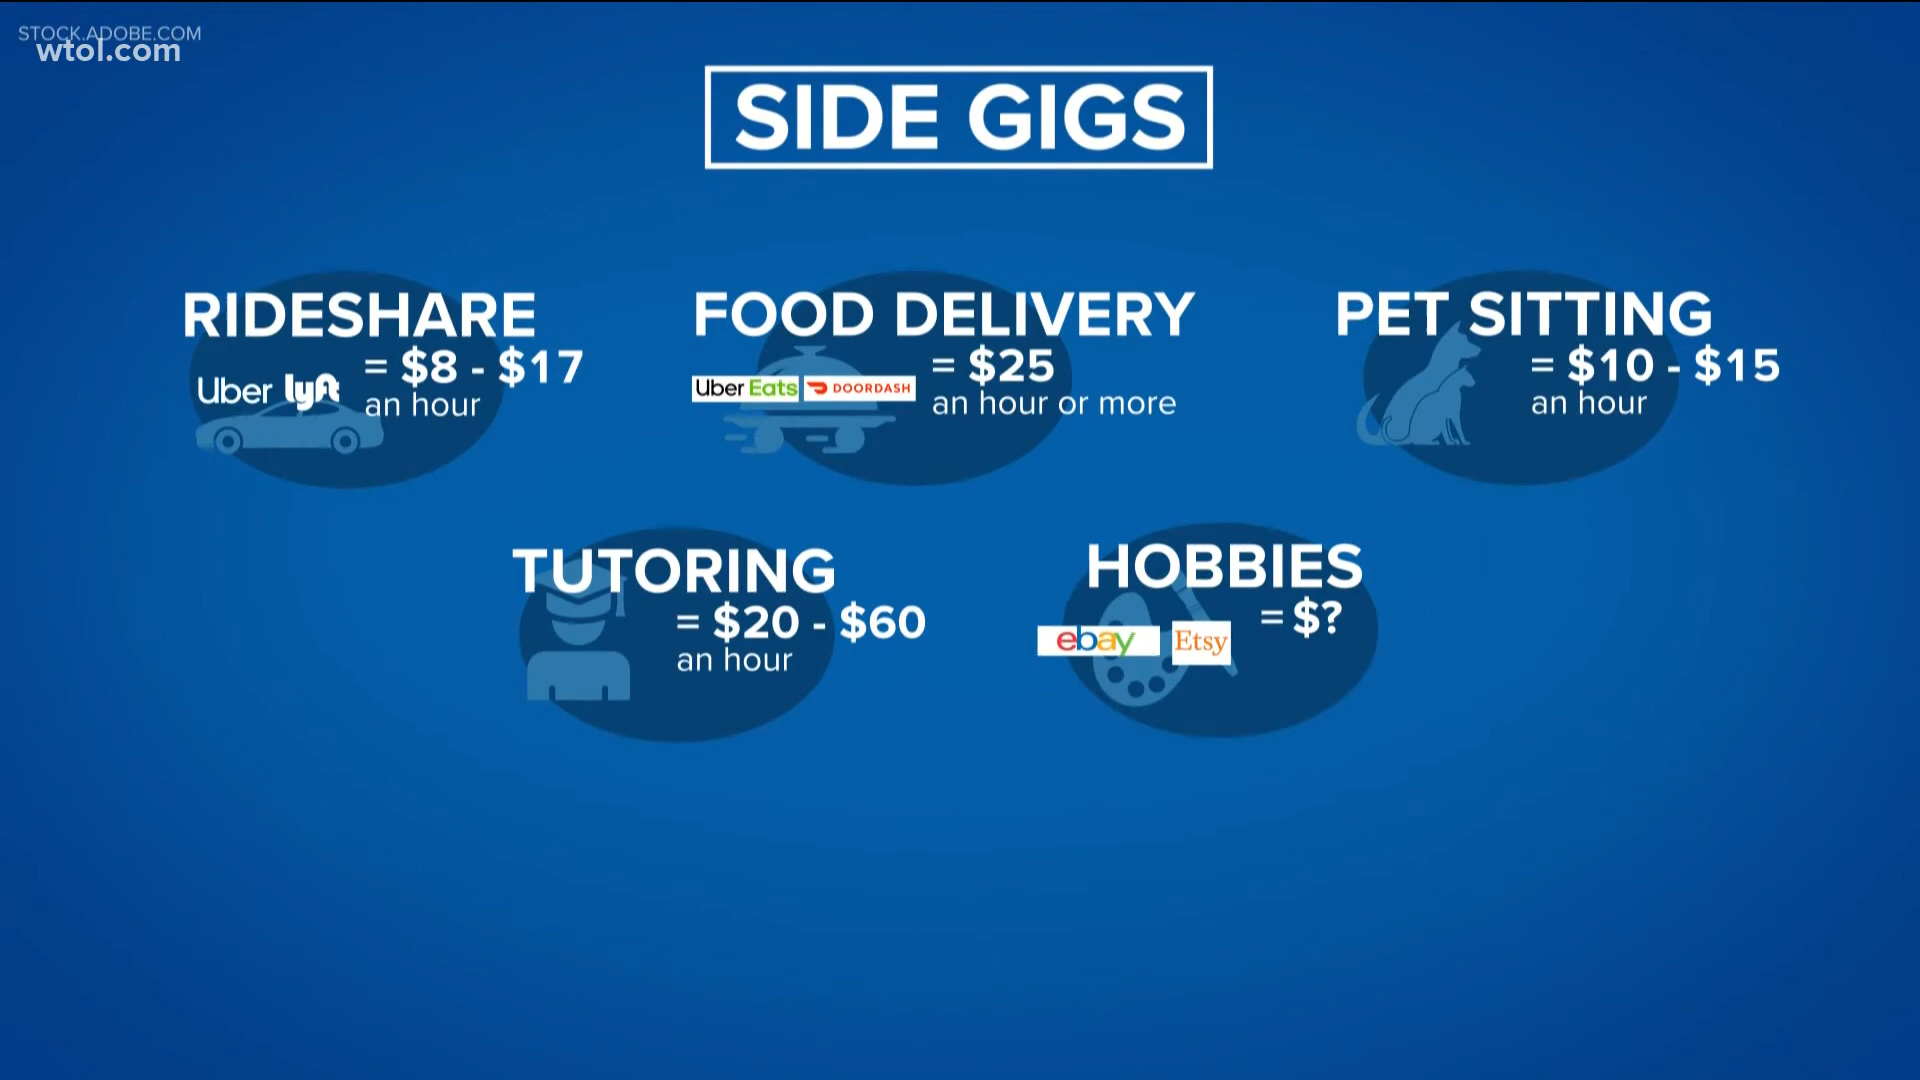 STOCK.ADOBE.COM
wtol.com
SIDE GIGS
RIDESHARE
Uber lyft
= $8 - $17
an hour
FOOD DELIVERY
Uber Eats DOORDASH
= $25
an hour or more
PET SITTING
= $10 - $15
an hour
TUTORING
= $20 - $60
an hour
HOBBIES
ebay Etsy
= $?